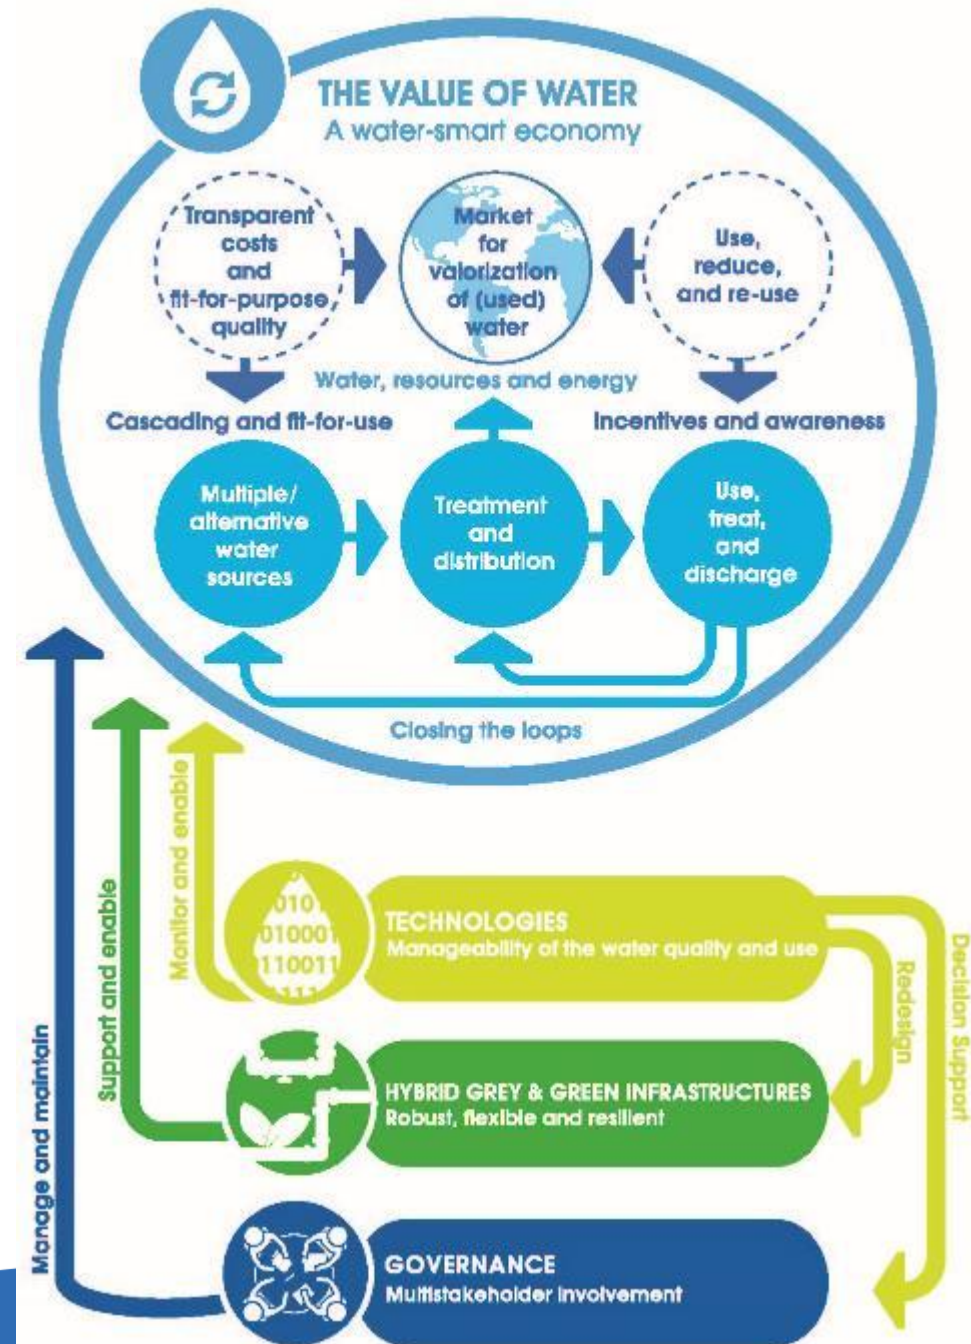 THE VALUE OF WATER
A water-smart economy
Transparent
costs
and
fit-for-purpose
quality
Market
for
valorization
of (used)
water
Use,
reduce,
and re-use
Water, resources and energy
Cascading and fit-for-use
Incentives and awareness
Multiple/
alternative
water
sources
Treatment
and
distribution
Use,
treat,
and
discharge
Closing the loops
Manage and maintain
Support and enable
Monitor and enable
010
010001
110011
1111
TECHNOLOGIES
Manageability of the water quality and use
Redesign
Decision Support
HYBRID GREY & GREEN INFRASTRUCTURES
Robust, flexible and resilient
GOVERNANCE
Multistakeholder involvement